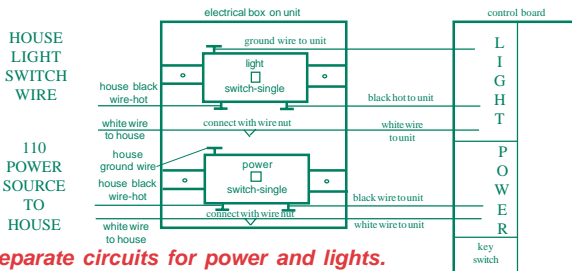 electrical box on unit
control board
HOUSE
LIGHT
SWITCH
WIRE
ground wire to unit
light
switch-single
house black
wire-hot
black hot to unit
white wire
to house
connect with wire nut
white wire
to unit
L
I
G
H
T
110
POWER
SOURCE
TO
HOUSE
house
ground wire
power
switch-single
house black
wire-hot
black wire to unit
connect with wire nut
white wire
to house
white wire to unit
P
O
W
E
R
key
switch
eparate circuits for power and lights.